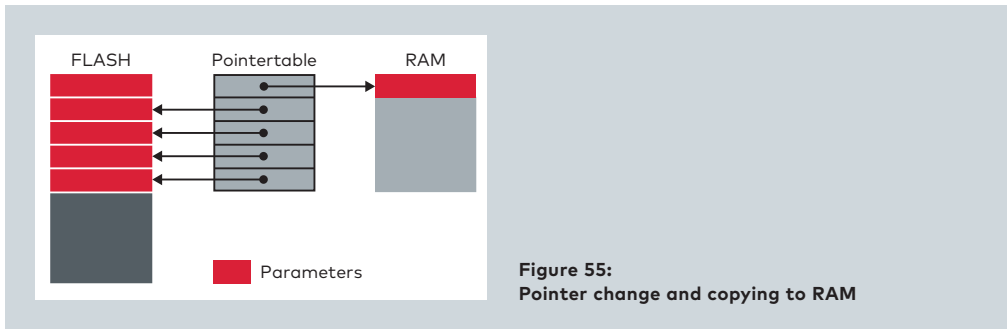 FLASH
Pointertable
RAM
Parameters
Figure 55:
Pointer change and copying to RAM